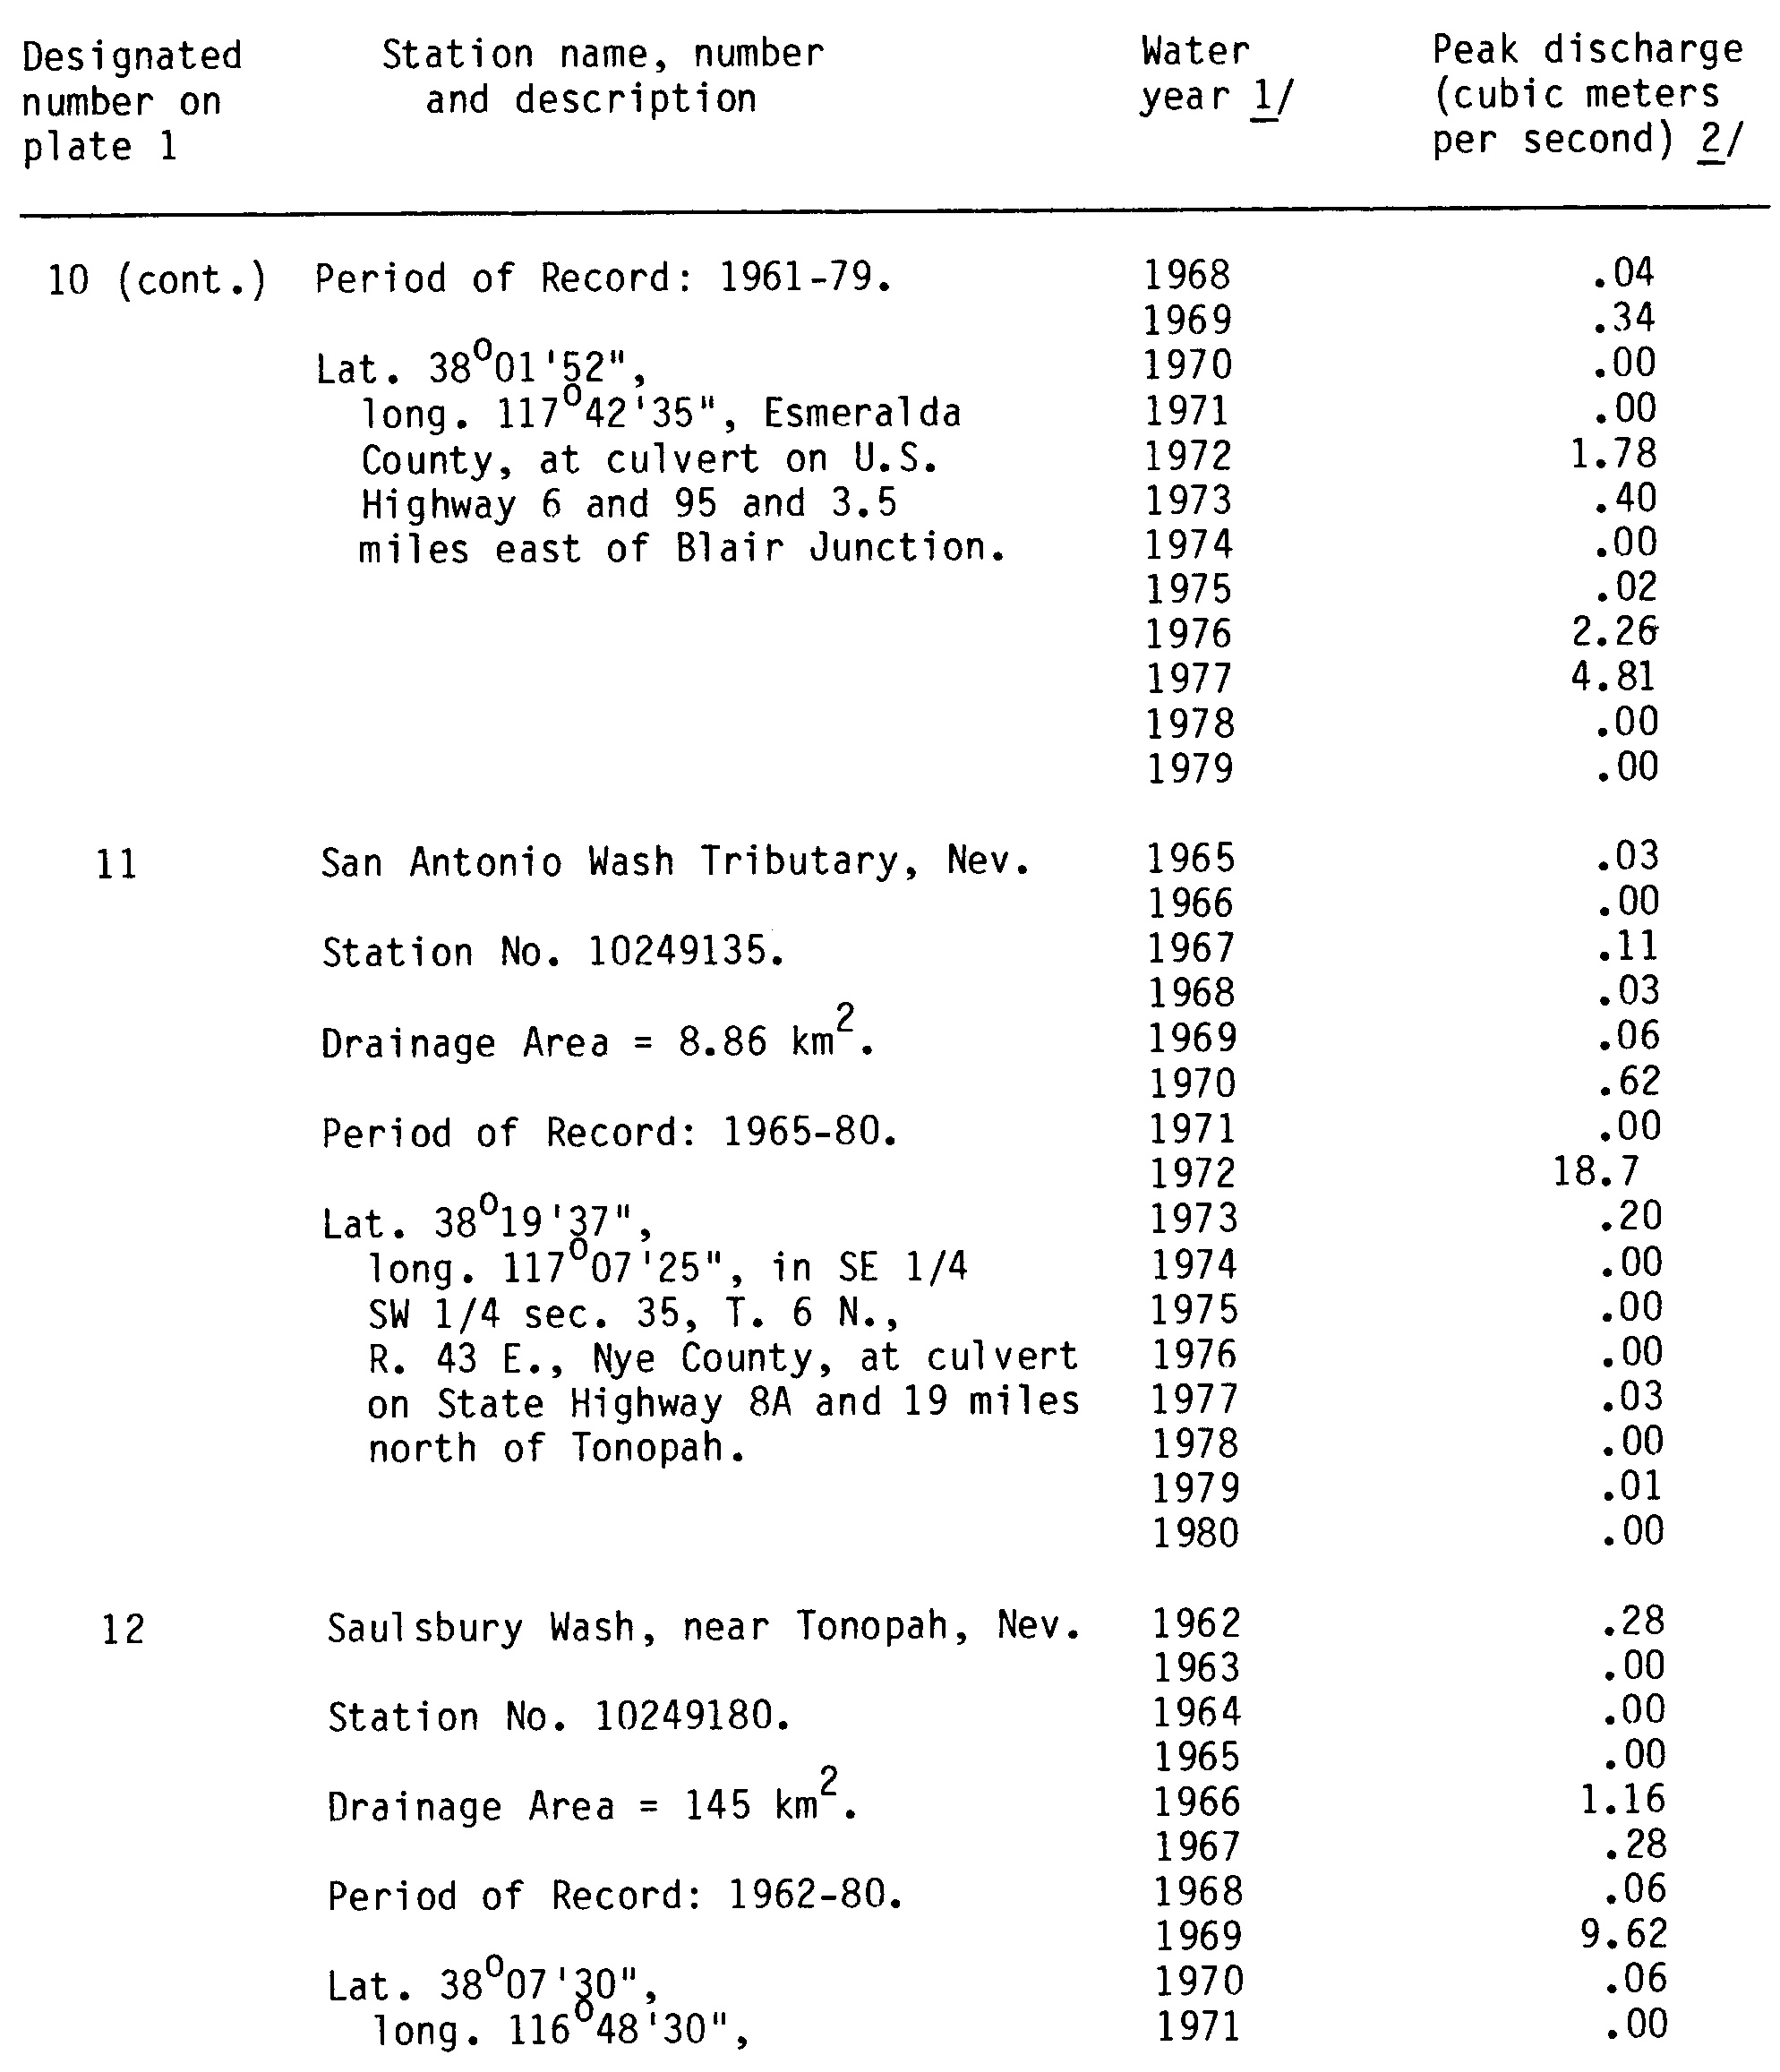 Designated Station name, number Water Peak discharge
number on and description year 1/ (cubic meters
plate 1 per second) 2/
10 (cont.) Period of Record: 1961-79. 1968 .04
1969 .34
Lat. 38°01'52", 1970 .00
long. 117°42'35", Esmeralda 1971 .00
County, at culvert on U.S. 1972 1.78
Highway 6 and 95 and 3.5 1973 .40
miles east of Blair Junction. 1974 .00
1975 .02
1976 2.26
1977 4.81
1978 .00
1979 .00
11 San Antonio Wash Tributary, Nev. 1965 .03
1966 .00
Station No. 10249135. 1967 .11
1968 .03
Drainage Area = 8.86 km². 1969 .06
1970 .62
Period of Record: 1965-80. 1971 .00
1972 18.7
Lat. 38°19'37", 1973 .20
long. 117°07'25", in SE 1/4 1974 .00
SW 1/4 sec. 35, T. 6 N., 1975 .00
R. 43 E., Nye County, at culvert 1976 .00
on State Highway 8A and 19 miles 1977 .03
north of Tonopah. 1978 .00
1979 .01
1980 .00
12 Saulsbury Wash, near Tonopah, Nev. 1962 .28
1963 .00
Station No. 10249180. 1964 .00
1965 .00
Drainage Area = 145 km². 1966 1.16
1967 .28
Period of Record: 1962-80. 1968 .06
1969 9.62
Lat. 38°07'30", 1970 .06
long. 116°48'30", 1971 .00